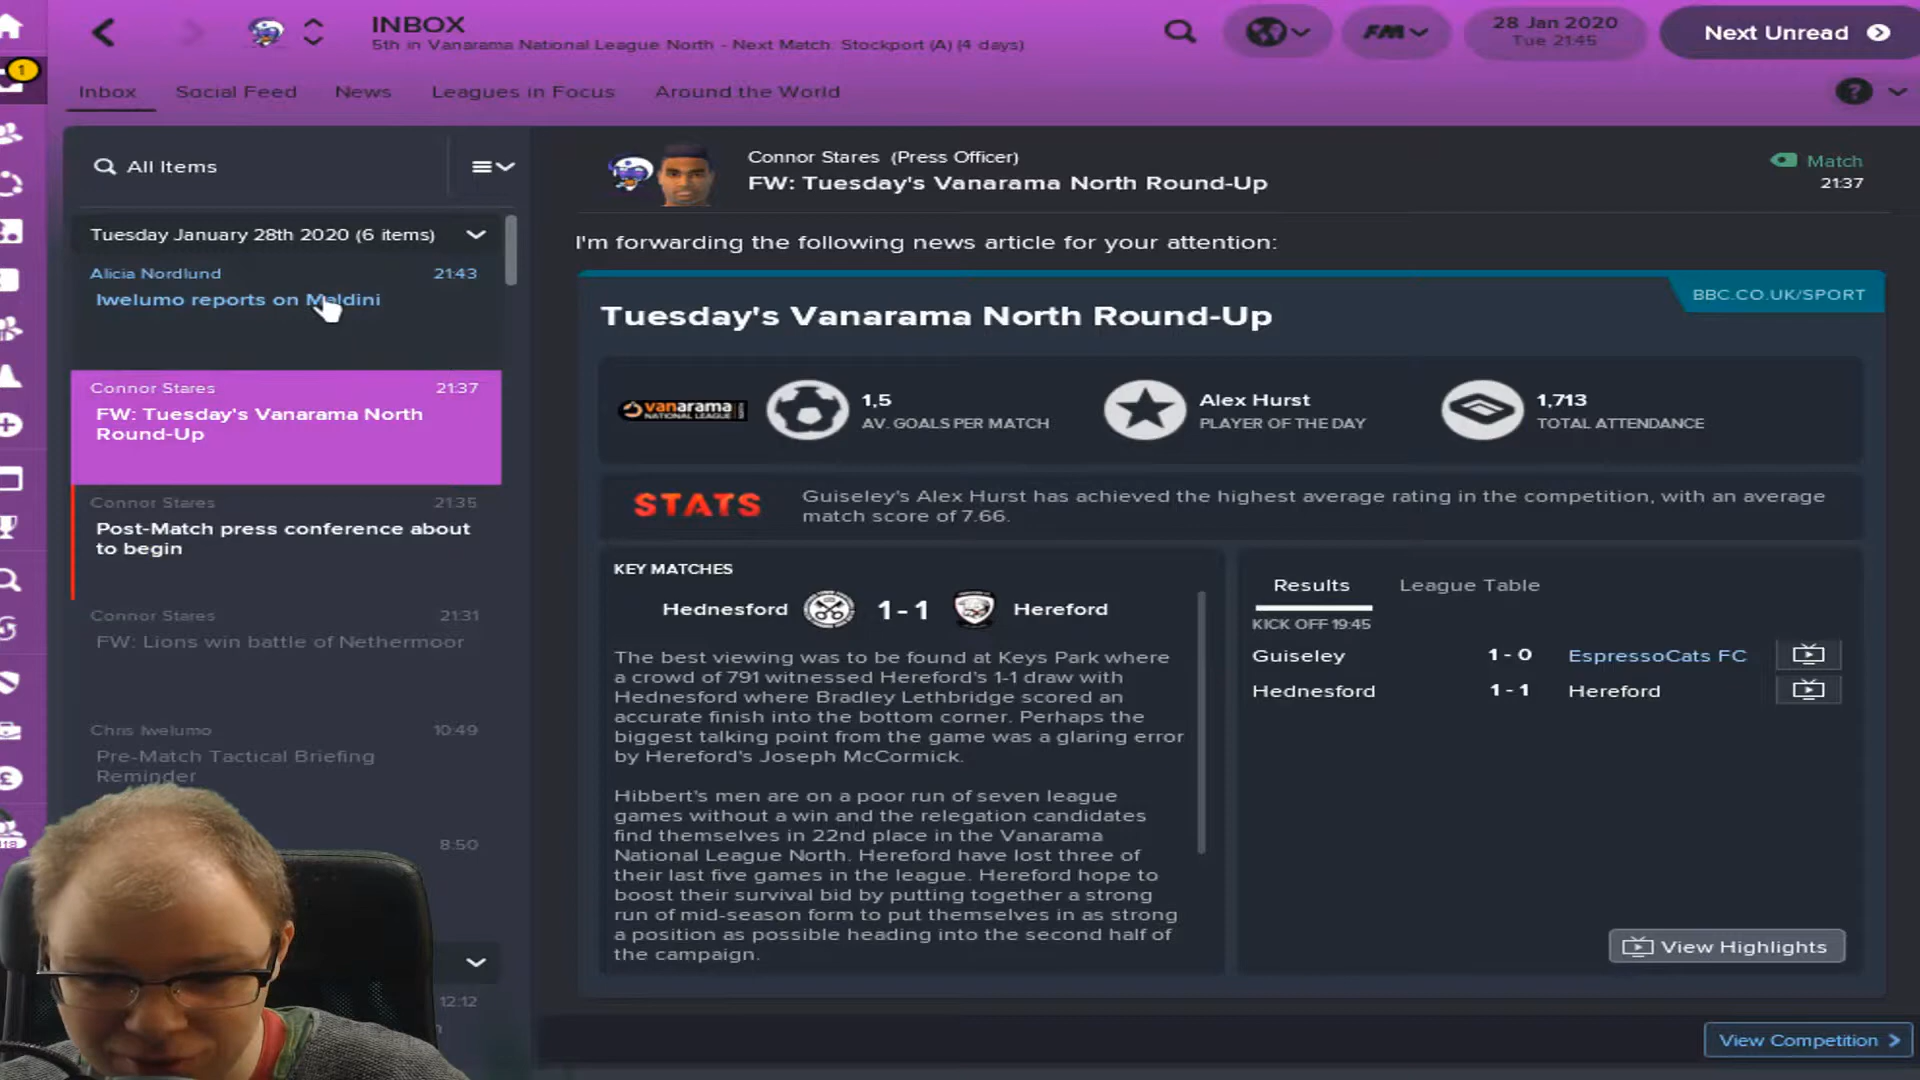 INBOX
5th in Vanarama National League North - Next Match: Stockport (A) (4 days)
FM
28 Jan 2020
Tue 21:45
Next Unread
1
Inbox
Social Feed
News
Leagues in Focus
Around the World
?
All Items
Tuesday January 28th 2020 (6 items)
Alicia Nordlund 21:43
Iwelumo reports on Maldini
Connor Stares 21:37
FW: Tuesday's Vanarama North
Round-Up
Connor Stares 21:35
Post-Match press conference about
to begin
Connor Stares 21:31
FW: Lions win battle of Nethermoor
Chris Iwelumo 10:49
Pre-Match Tactical Briefing
Reminder
8:50
12:12
Connor Stares (Press Officer)
FW: Tuesday's Vanarama North Round-Up
Match
21:37
I'm forwarding the following news article for your attention:
BBC.CO.UK/SPORT
Tuesday's Vanarama North Round-Up
vanarama
NATIONAL LEAGUE
1,5
AV. GOALS PER MATCH
Alex Hurst
PLAYER OF THE DAY
1,713
TOTAL ATTENDANCE
STATS
Guiseley's Alex Hurst has achieved the highest average rating in the competition, with an average
match score of 7.66.
KEY MATCHES
Hednesford 1 - 1 Hereford
The best viewing was to be found at Keys Park where
a crowd of 791 witnessed Hereford's 1-1 draw with
Hednesford where Bradley Lethbridge scored an
accurate finish into the bottom corner. Perhaps the
biggest talking point from the game was a glaring error
by Hereford's Joseph McCormick.
Hibbert's men are on a poor run of seven league
games without a win and the relegation candidates
find themselves in 22nd place in the Vanarama
National League North. Hereford have lost three of
their last five games in the league. Hereford hope to
boost their survival bid by putting together a strong
run of mid-season form to put themselves in as strong
a position as possible heading into the second half of
the campaign.
Results
League Table
KICK OFF 19:45
Guiseley 1 - 0 EspressoCats FC
Hednesford 1 - 1 Hereford
View Highlights
View Competition